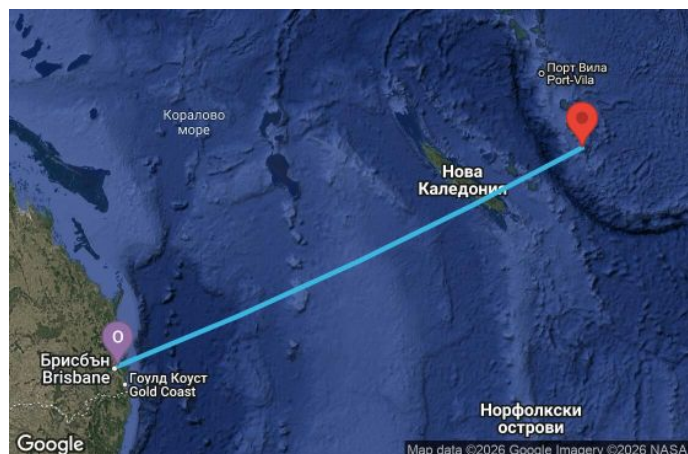 Порт Вила
Port-Vila
Коралово
море
Нова
Каледония
О
Брисбън
Brisbane
Гоулд Коуст
Gold Coast
Норфолкски
острови
Google
Map data ©2026 Google Imagery ©2026 NASA